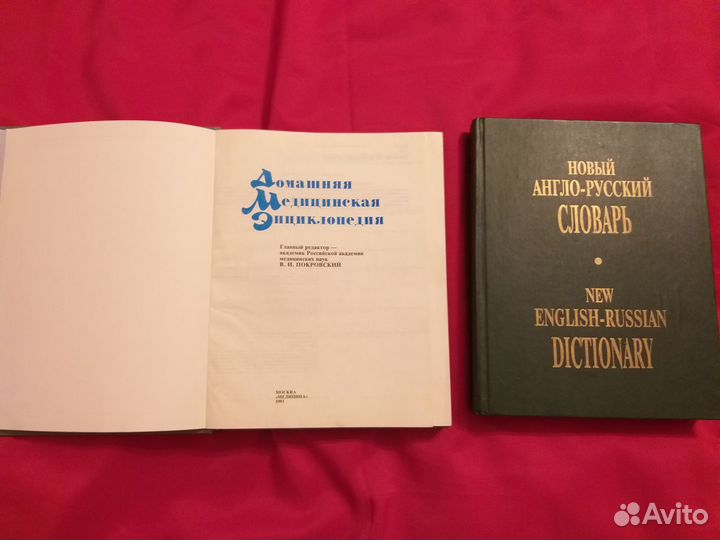 Домашняя
Медицинская
Энциклопедия
Главный редактор —
академик Российской академии
медицинских наук
В. И. ПОКРОВСКИЙ
МОСКВА
«МЕДИЦИНА»
1993
НОВЫЙ
АНГЛО-РУССКИЙ
СЛОВАРЬ
•
NEW
ENGLISH-RUSSIAN
DICTIONARY
Avito